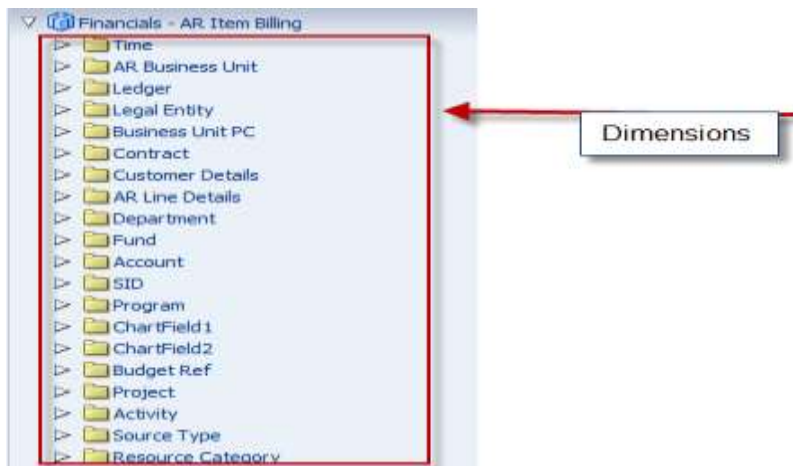 Financials - AR Item Billing
Time
AR Business Unit
Ledger
Legal Entity
Business Unit PC
Contract
Customer Details
AR Line Details
Department
Fund
Account
SID
Program
ChartField1
ChartField2
Budget Ref
Project
Activity
Source Type
Resource Category
Dimensions